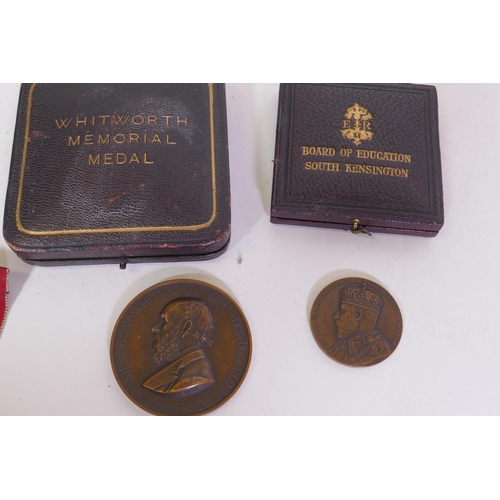 WHITWORTH
MEMORIAL
MEDAL
E R
BOARD OF EDUCATION
SOUTH KENSINGTON